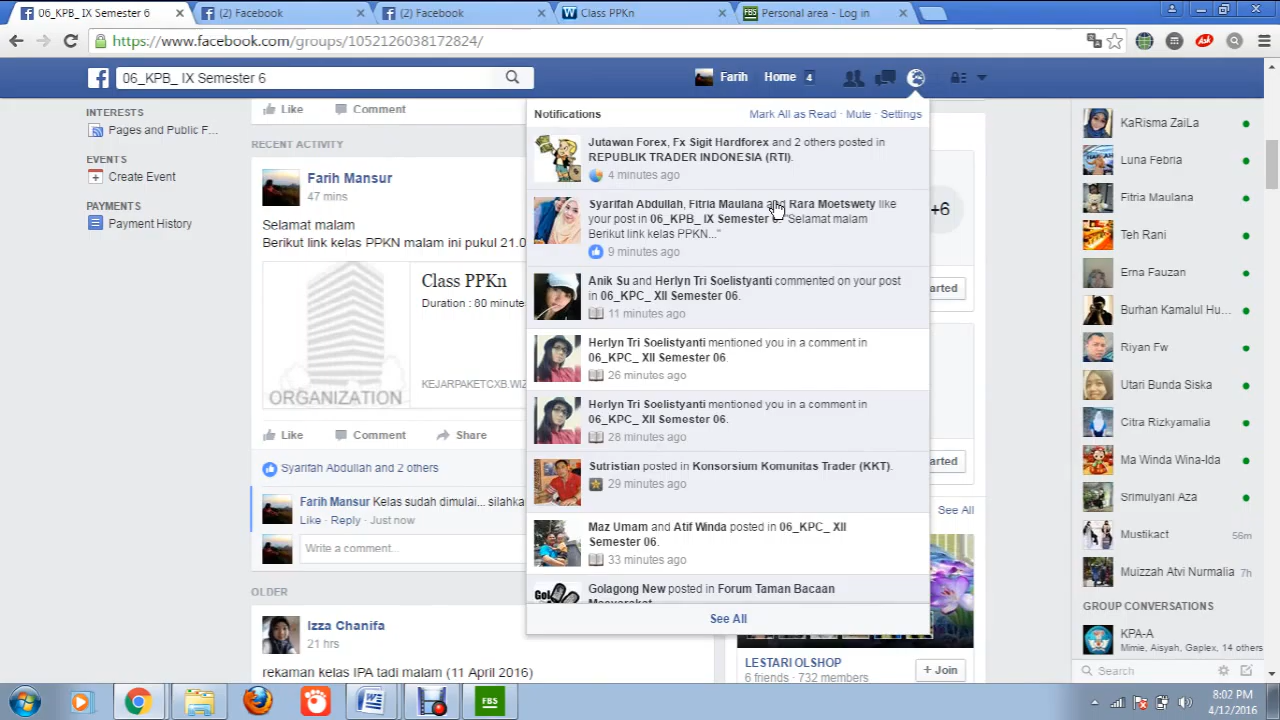 06_KPB_ IX Semester 6
(2) Facebook
(2) Facebook
Class PPKn
Personal area - Log in
https://www.facebook.com/groups/1052126038172824/
06_KPB_ IX Semester 6
Farih
Home 4
INTERESTS
Pages and Public F...
EVENTS
Create Event
PAYMENTS
Payment History
Like
Comment
RECENT ACTIVITY
Farih Mansur
47 mins
Selamat malam
Berikut link kelas PPKN malam ini pukul 21.0
Class PPKn
Duration : 80 minute
ORGANIZATION
KEJARPAKETCXB.WIZ
Like
Comment
Share
Syarifah Abdullah and 2 others
Farih Mansur Kelas sudah dimulai... silahka
Like · Reply · Just now
Write a comment...
OLDER
Izza Chanifa
21 hrs
rekaman kelas IPA tadi malam (11 April 2016)
Notifications
Mark All as Read · Mute · Settings
Jutawan Forex, Fx Sigit Hardforex and 2 others posted in
REPUBLIK TRADER INDONESIA (RTI).
4 minutes ago
Syarifah Abdullah, Fitria Maulana and Rara Moetswety like
your post in 06_KPB_ IX Semester 6: "Selamat malam
Berikut link kelas PPKN..."
9 minutes ago
Anik Su and Herlyn Tri Soelistyanti commented on your post
in 06_KPC_ XII Semester 06.
11 minutes ago
Herlyn Tri Soelistyanti mentioned you in a comment in
06_KPC_ XII Semester 06.
26 minutes ago
Herlyn Tri Soelistyanti mentioned you in a comment in
06_KPC_ XII Semester 06.
28 minutes ago
Sutristian posted in Konsorsium Komunitas Trader (KKT).
29 minutes ago
Maz Umam and Atif Winda posted in 06_KPC_ XII
Semester 06.
33 minutes ago
Golagong New posted in Forum Taman Bacaan
Masyarakat.
See All
+6
arted
arted
See All
LESTARI OLSHOP
6 friends · 732 members
+ Join
KaRisma ZaiLa
Luna Febria
Fitria Maulana
Teh Rani
Erna Fauzan
Burhan Kamalul Hu...
Riyan Fw
Utari Bunda Siska
Citra Rizkyamalia
Ma Winda Wina-Ida
Srimulyani Aza
Mustikact 56m
Muizzah Atvi Nurmalia 7h
GROUP CONVERSATIONS
KPA-A
Mimie, Aisyah, Gaplex, 14 others
Search
Ask
FBS
FBS
8:02 PM
4/12/2016